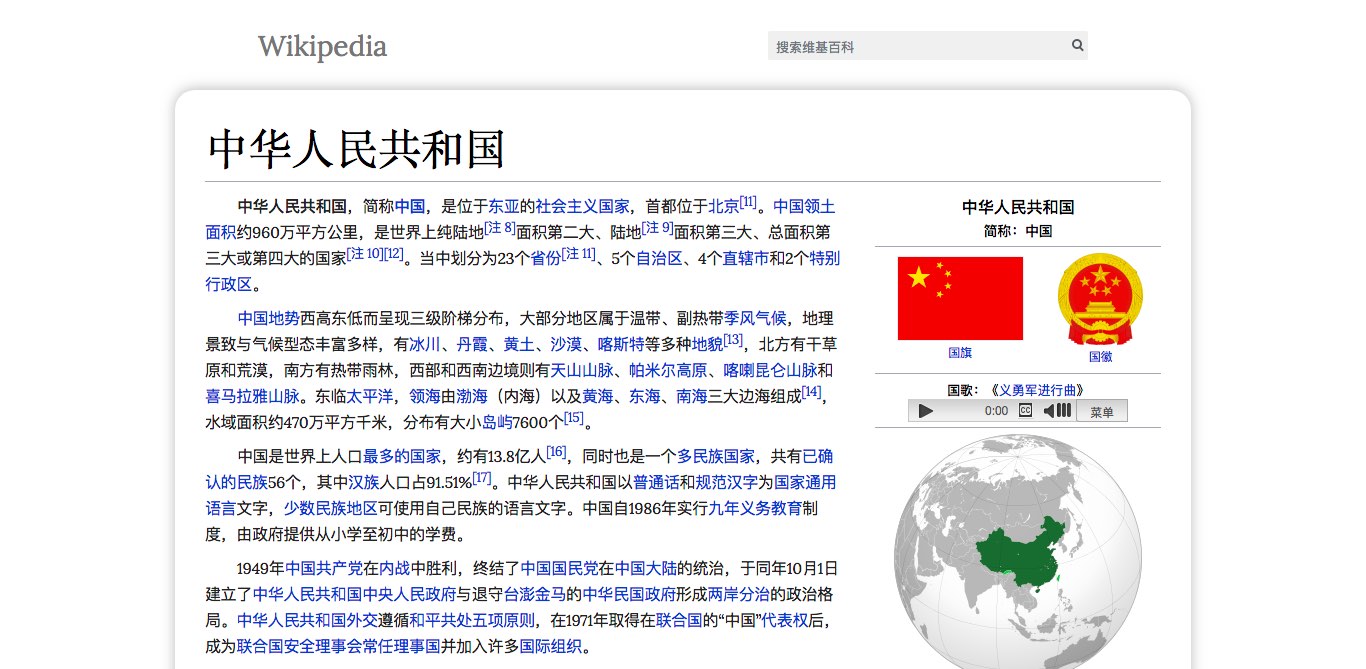 Wikipedia
搜索维基百科
中华人民共和国
中华人民共和国，简称中国，是位于东亚的社会主义国家，首都位于北京[11]。中国领土
面积约960万平方公里，是世界上纯陆地[注 8]面积第二大、陆地[注 9]面积第三大、总面积第
三大或第四大的国家[注 10][12]。当中划分为23个省份[注 11]、5个自治区、4个直辖市和2个特别
行政区。
中国地势西高东低而呈现三级阶梯分布，大部分地区属于温带、副热带季风气候，地理
景致与气候型态丰富多样，有冰川、丹霞、黄土、沙漠、喀斯特等多种地貌[13]，北方有干草
原和荒漠，南方有热带雨林，西部和西南边境则有天山山脉、帕米尔高原、喀喇昆仑山脉和
喜马拉雅山脉。东临太平洋，领海由渤海（内海）以及黄海、东海、南海三大边海组成[14]，
水域面积约470万平方千米，分布有大小岛屿7600个[15]。
中国是世界上人口最多的国家，约有13.8亿人[16]，同时也是一个多民族国家，共有已确
认的民族56个，其中汉族人口占91.51%[17]。中华人民共和国以普通话和规范汉字为国家通用
语言文字，少数民族地区可使用自己民族的语言文字。中国自1986年实行九年义务教育制
度，由政府提供从小学至初中的学费。
1949年中国共产党在内战中胜利，终结了中国国民党在中国大陆的统治，于同年10月1日
建立了中华人民共和国中央人民政府与退守台澎金马的中华民国政府形成两岸分治的政治格
局。中华人民共和国外交遵循和平共处五项原则，在1971年取得在联合国的“中国”代表权后，
成为联合国安全理事会常任理事国并加入许多国际组织。
中华人民共和国
简称：中国
国旗
国徽
国歌：《义勇军进行曲》
0:00
CC
菜单